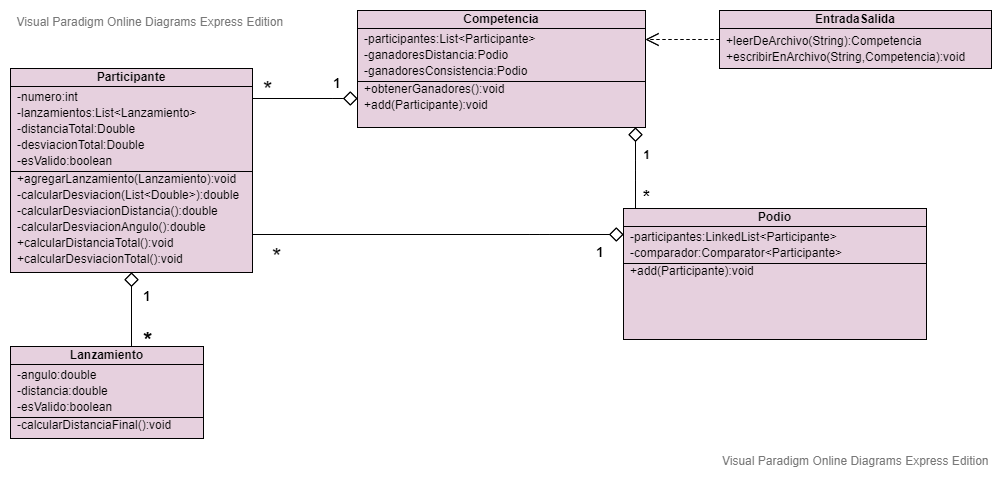 Visual Paradigm Online Diagrams Express Edition
Competencia
-participantes:List<Participante>
-ganadoresDistancia:Podio
-ganadoresConsistencia:Podio
+obtenerGanadores():void
+add(Participante):void
EntradaSalida
+leerDeArchivo(String):Competencia
+escribirEnArchivo(String,Competencia):void
Participante
-numero:int
-lanzamientos:List<Lanzamiento>
-distanciaTotal:Double
-desviacionTotal:Double
-esValido:boolean
+agregarLanzamiento(Lanzamiento):void
-calcularDesviacion(List<Double>):double
-calcularDesviacionDistancia():double
-calcularDesviacionAngulo():double
+calcularDistanciaTotal():void
+calcularDesviacionTotal():void
* 1
1
*
Podio
-participantes:LinkedList<Participante>
-comparador:Comparator<Participante>
+add(Participante):void
* 1
1
*
Lanzamiento
-angulo:double
-distancia:double
-esValido:boolean
-calcularDistanciaFinal():void
Visual Paradigm Online Diagrams Express Edition